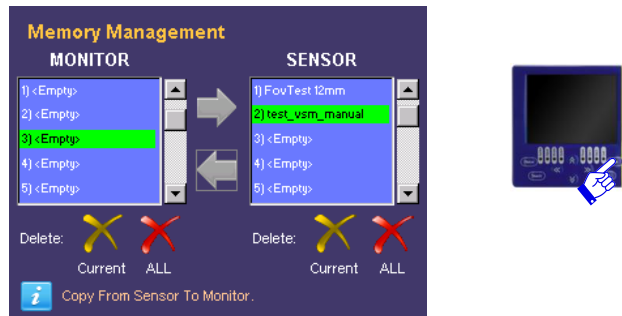 Memory Management
MONITOR
SENSOR
1) <Empty>
2) <Empty>
3) <Empty>
4) <Empty>
5) <Empty>
1) FovTest 12mm
2) test_vsm_manual
3) <Empty>
4) <Empty>
5) <Empty>
Delete:
Current ALL
Delete:
Current ALL
i Copy From Sensor To Monitor.